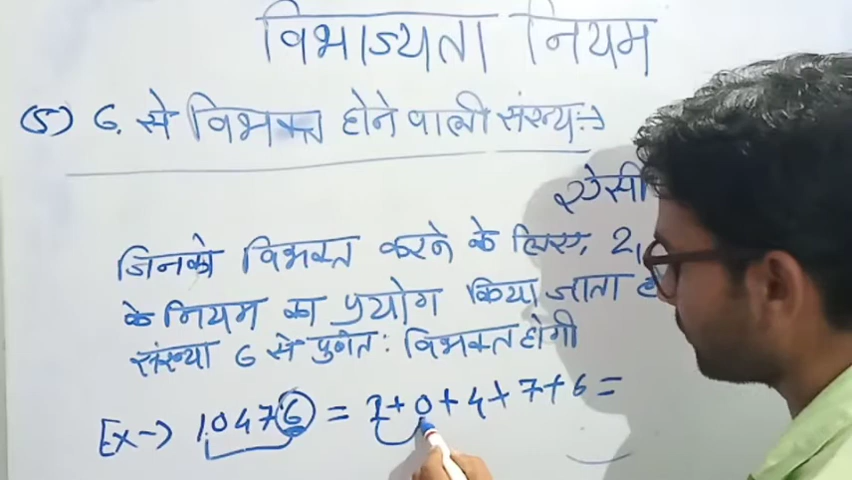 विभाज्यता नियम
(5) 6. से विभक्त होने वाली संख्य:→
ऐसी
जिनको विभक्त करने के लिए, 2,
के नियम का प्रयोग किया जाता ह
संख्या 6 से पुर्णत: विभक्त होगी
Ex→) 10476 = 1+0+4+7+6=